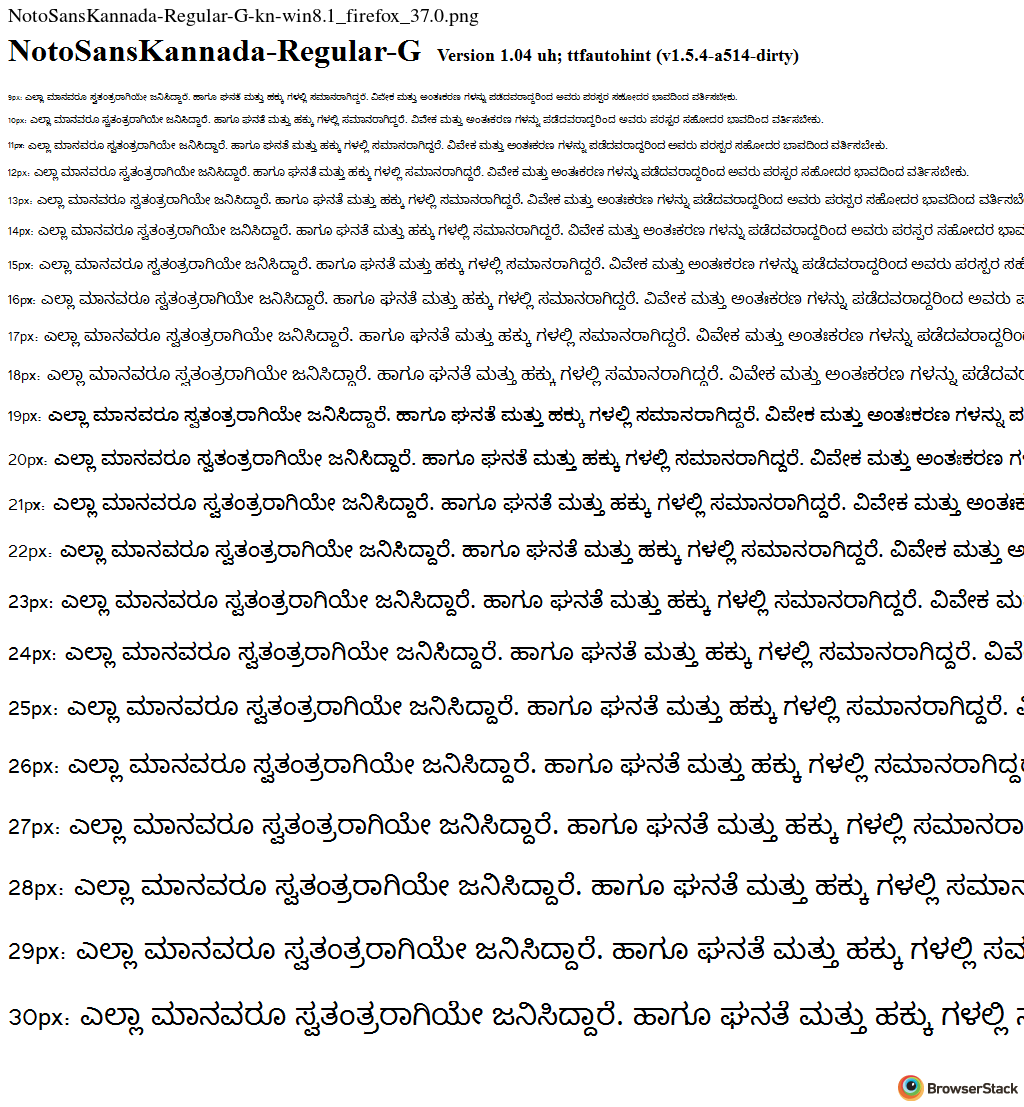 NotoSansKannada-Regular-G-kn-win8.1_firefox_37.0.png
NotoSansKannada-Regular-G Version 1.04 uh; ttfautohint (v1.5.4-a514-dirty)
9px: ಎಲ್ಲಾ ಮಾನವರೂ ಸ್ವತಂತ್ರರಾಗಿಯೇ ಜನಿಸಿದ್ದಾರೆ. ಹಾಗೂ ಘನತೆ ಮತ್ತು ಹಕ್ಕು ಗಳಲ್ಲಿ ಸಮಾನರಾಗಿದ್ದರೆ. ವಿವೇಕ ಮತ್ತು ಅಂತಃಕರಣ ಗಳನ್ನು ಪಡೆದವರಾದ್ದರಿಂದ ಅವರು ಪರಸ್ಪರ ಸಹೋದರ ಭಾವದಿಂದ ವರ್ತಿಸಬೇಕು.
10px: ಎಲ್ಲಾ ಮಾನವರೂ ಸ್ವತಂತ್ರರಾಗಿಯೇ ಜನಿಸಿದ್ದಾರೆ. ಹಾಗೂ ಘನತೆ ಮತ್ತು ಹಕ್ಕು ಗಳಲ್ಲಿ ಸಮಾನರಾಗಿದ್ದರೆ. ವಿವೇಕ ಮತ್ತು ಅಂತಃಕರಣ ಗಳನ್ನು ಪಡೆದವರಾದ್ದರಿಂದ ಅವರು ಪರಸ್ಪರ ಸಹೋದರ ಭಾವದಿಂದ ವರ್ತಿಸಬೇಕು.
11px: ಎಲ್ಲಾ ಮಾನವರೂ ಸ್ವತಂತ್ರರಾಗಿಯೇ ಜನಿಸಿದ್ದಾರೆ. ಹಾಗೂ ಘನತೆ ಮತ್ತು ಹಕ್ಕು ಗಳಲ್ಲಿ ಸಮಾನರಾಗಿದ್ದರೆ. ವಿವೇಕ ಮತ್ತು ಅಂತಃಕರಣ ಗಳನ್ನು ಪಡೆದವರಾದ್ದರಿಂದ ಅವರು ಪರಸ್ಪರ ಸಹೋದರ ಭಾವದಿಂದ ವರ್ತಿಸಬೇಕು.
12px: ಎಲ್ಲಾ ಮಾನವರೂ ಸ್ವತಂತ್ರರಾಗಿಯೇ ಜನಿಸಿದ್ದಾರೆ. ಹಾಗೂ ಘನತೆ ಮತ್ತು ಹಕ್ಕು ಗಳಲ್ಲಿ ಸಮಾನರಾಗಿದ್ದರೆ. ವಿವೇಕ ಮತ್ತು ಅಂತಃಕರಣ ಗಳನ್ನು ಪಡೆದವರಾದ್ದರಿಂದ ಅವರು ಪರಸ್ಪರ ಸಹೋದರ ಭಾವದಿಂದ ವರ್ತಿಸಬೇಕು.
13px: ಎಲ್ಲಾ ಮಾನವರೂ ಸ್ವತಂತ್ರರಾಗಿಯೇ ಜನಿಸಿದ್ದಾರೆ. ಹಾಗೂ ಘನತೆ ಮತ್ತು ಹಕ್ಕು ಗಳಲ್ಲಿ ಸಮಾನರಾಗಿದ್ದರೆ. ವಿವೇಕ ಮತ್ತು ಅಂತಃಕರಣ ಗಳನ್ನು ಪಡೆದವರಾದ್ದರಿಂದ ಅವರು ಪರಸ್ಪರ ಸಹೋದರ ಭಾವದಿಂದ
14px: ಎಲ್ಲಾ ಮಾನವರೂ ಸ್ವತಂತ್ರರಾಗಿಯೇ ಜನಿಸಿದ್ದಾರೆ. ಹಾಗೂ ಘನತೆ ಮತ್ತು ಹಕ್ಕು ಗಳಲ್ಲಿ ಸಮಾನರಾಗಿದ್ದರೆ. ವಿವೇಕ ಮತ್ತು ಅಂತಃಕರಣ ಗಳನ್ನು ಪಡೆದವರಾದ್ದರಿಂದ ಅವರು ಪರಸ್ಪರ ಸಹೋದರ
15px: ಎಲ್ಲಾ ಮಾನವರೂ ಸ್ವತಂತ್ರರಾಗಿಯೇ ಜನಿಸಿದ್ದಾರೆ. ಹಾಗೂ ಘನತೆ ಮತ್ತು ಹಕ್ಕು ಗಳಲ್ಲಿ ಸಮಾನರಾಗಿದ್ದರೆ. ವಿವೇಕ ಮತ್ತು ಅಂತಃಕರಣ ಗಳನ್ನು ಪಡೆದವರಾದ್ದರಿಂದ ಅವರು ಪರಸ್ಪರ
16px: ಎಲ್ಲಾ ಮಾನವರೂ ಸ್ವತಂತ್ರರಾಗಿಯೇ ಜನಿಸಿದ್ದಾರೆ. ಹಾಗೂ ಘನತೆ ಮತ್ತು ಹಕ್ಕು ಗಳಲ್ಲಿ ಸಮಾನರಾಗಿದ್ದರೆ. ವಿವೇಕ ಮತ್ತು ಅಂತಃಕರಣ ಗಳನ್ನು ಪಡೆದವರಾದ್ದರಿಂದ ಅವರು
17px: ಎಲ್ಲಾ ಮಾನವರೂ ಸ್ವತಂತ್ರರಾಗಿಯೇ ಜನಿಸಿದ್ದಾರೆ. ಹಾಗೂ ಘನತೆ ಮತ್ತು ಹಕ್ಕು ಗಳಲ್ಲಿ ಸಮಾನರಾಗಿದ್ದರೆ. ವಿವೇಕ ಮತ್ತು ಅಂತಃಕರಣ ಗಳನ್ನು
18px: ಎಲ್ಲಾ ಮಾನವರೂ ಸ್ವತಂತ್ರರಾಗಿಯೇ ಜನಿಸಿದ್ದಾರೆ. ಹಾಗೂ ಘನತೆ ಮತ್ತು ಹಕ್ಕು ಗಳಲ್ಲಿ ಸಮಾನರಾಗಿದ್ದರೆ. ವಿವೇಕ ಮತ್ತು ಅಂತಃಕರಣ ಗಳನ್ನು
19px: ಎಲ್ಲಾ ಮಾನವರೂ ಸ್ವತಂತ್ರರಾಗಿಯೇ ಜನಿಸಿದ್ದಾರೆ. ಹಾಗೂ ಘನತೆ ಮತ್ತು ಹಕ್ಕು ಗಳಲ್ಲಿ ಸಮಾನರಾಗಿದ್ದರೆ. ವಿವೇಕ ಮತ್ತು ಅಂತಃಕರಣ ಗಳನ್ನು
20px: ಎಲ್ಲಾ ಮಾನವರೂ ಸ್ವತಂತ್ರರಾಗಿಯೇ ಜನಿಸಿದ್ದಾರೆ. ಹಾಗೂ ಘನತೆ ಮತ್ತು ಹಕ್ಕು ಗಳಲ್ಲಿ ಸಮಾನರಾಗಿದ್ದರೆ. ವಿವೇಕ ಮತ್ತು ಅಂತಃಕರಣ
21px: ಎಲ್ಲಾ ಮಾನವರೂ ಸ್ವತಂತ್ರರಾಗಿಯೇ ಜನಿಸಿದ್ದಾರೆ. ಹಾಗೂ ಘನತೆ ಮತ್ತು ಹಕ್ಕು ಗಳಲ್ಲಿ ಸಮಾನರಾಗಿದ್ದರೆ. ವಿವೇಕ ಮತ್ತು
22px: ಎಲ್ಲಾ ಮಾನವರೂ ಸ್ವತಂತ್ರರಾಗಿಯೇ ಜನಿಸಿದ್ದಾರೆ. ಹಾಗೂ ಘನತೆ ಮತ್ತು ಹಕ್ಕು ಗಳಲ್ಲಿ ಸಮಾನರಾಗಿದ್ದರೆ. ವಿವೇಕ ಮತ್ತು
23px: ಎಲ್ಲಾ ಮಾನವರೂ ಸ್ವತಂತ್ರರಾಗಿಯೇ ಜನಿಸಿದ್ದಾರೆ. ಹಾಗೂ ಘನತೆ ಮತ್ತು ಹಕ್ಕು ಗಳಲ್ಲಿ ಸಮಾನರಾಗಿದ್ದರೆ. ವಿವೇಕ
24px: ಎಲ್ಲಾ ಮಾನವರೂ ಸ್ವತಂತ್ರರಾಗಿಯೇ ಜನಿಸಿದ್ದಾರೆ. ಹಾಗೂ ಘನತೆ ಮತ್ತು ಹಕ್ಕು ಗಳಲ್ಲಿ ಸಮಾನರಾಗಿದ್ದರೆ.
25px: ಎಲ್ಲಾ ಮಾನವರೂ ಸ್ವತಂತ್ರರಾಗಿಯೇ ಜನಿಸಿದ್ದಾರೆ. ಹಾಗೂ ಘನತೆ ಮತ್ತು ಹಕ್ಕು ಗಳಲ್ಲಿ ಸಮಾನರಾಗಿದ್ದರೆ.
26px: ಎಲ್ಲಾ ಮಾನವರೂ ಸ್ವತಂತ್ರರಾಗಿಯೇ ಜನಿಸಿದ್ದಾರೆ. ಹಾಗೂ ಘನತೆ ಮತ್ತು ಹಕ್ಕು ಗಳಲ್ಲಿ
27px: ಎಲ್ಲಾ ಮಾನವರೂ ಸ್ವತಂತ್ರರಾಗಿಯೇ ಜನಿಸಿದ್ದಾರೆ. ಹಾಗೂ ಘನತೆ ಮತ್ತು ಹಕ್ಕು ಗಳಲ್ಲಿ
28px: ಎಲ್ಲಾ ಮಾನವರೂ ಸ್ವತಂತ್ರರಾಗಿಯೇ ಜನಿಸಿದ್ದಾರೆ. ಹಾಗೂ ಘನತೆ ಮತ್ತು ಹಕ್ಕು ಗಳಲ್ಲಿ
29px: ಎಲ್ಲಾ ಮಾನವರೂ ಸ್ವತಂತ್ರರಾಗಿಯೇ ಜನಿಸಿದ್ದಾರೆ. ಹಾಗೂ ಘನತೆ ಮತ್ತು ಹಕ್ಕು ಗಳಲ್ಲಿ
30px: ಎಲ್ಲಾ ಮಾನವರೂ ಸ್ವತಂತ್ರರಾಗಿಯೇ ಜನಿಸಿದ್ದಾರೆ. ಹಾಗೂ ಘನತೆ ಮತ್ತು ಹಕ್ಕು ಗಳಲ್ಲಿ
BrowserStack